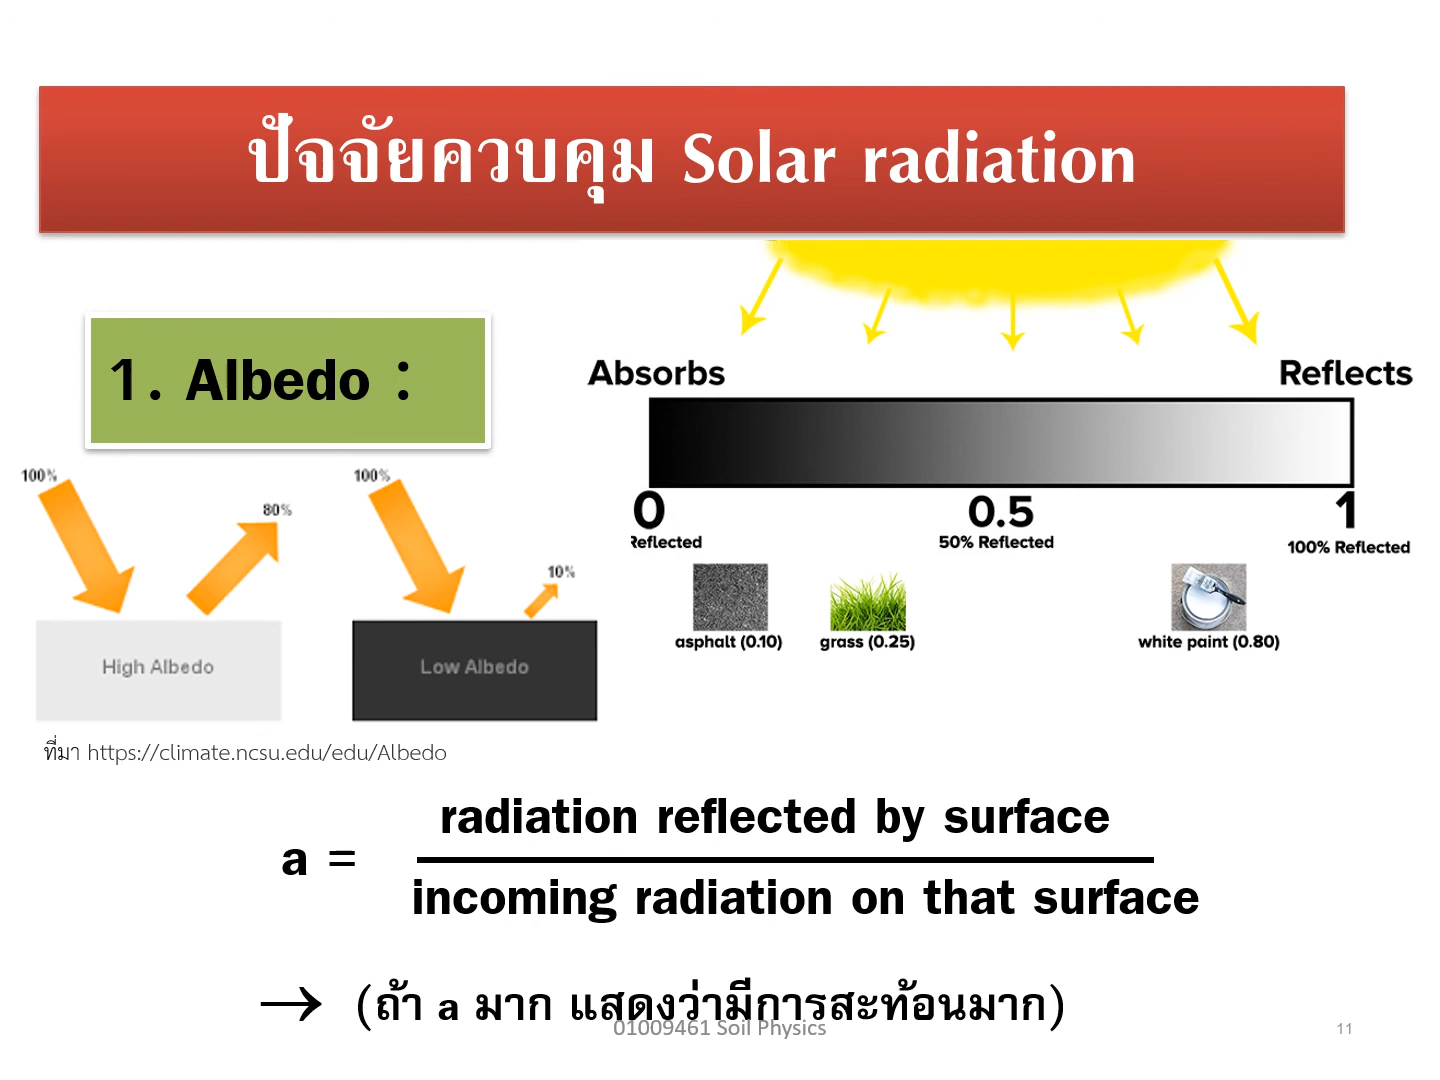 ปัจจัยควบคุม Solar radiation
1. Albedo :
Absorbs
Reflects
0
0.5
1
Reflected
50% Reflected
100% Reflected
asphalt (0.10)
grass (0.25)
white paint (0.80)
100%
80%
High Albedo
100%
10%
Low Albedo
ที่มา https://climate.ncsu.edu/edu/Albedo
radiation reflected by surface
a =
incoming radiation on that surface
→ (ถ้า a มาก แสดงว่ามีการสะท้อนมาก)
01009461 Soil Physics
11